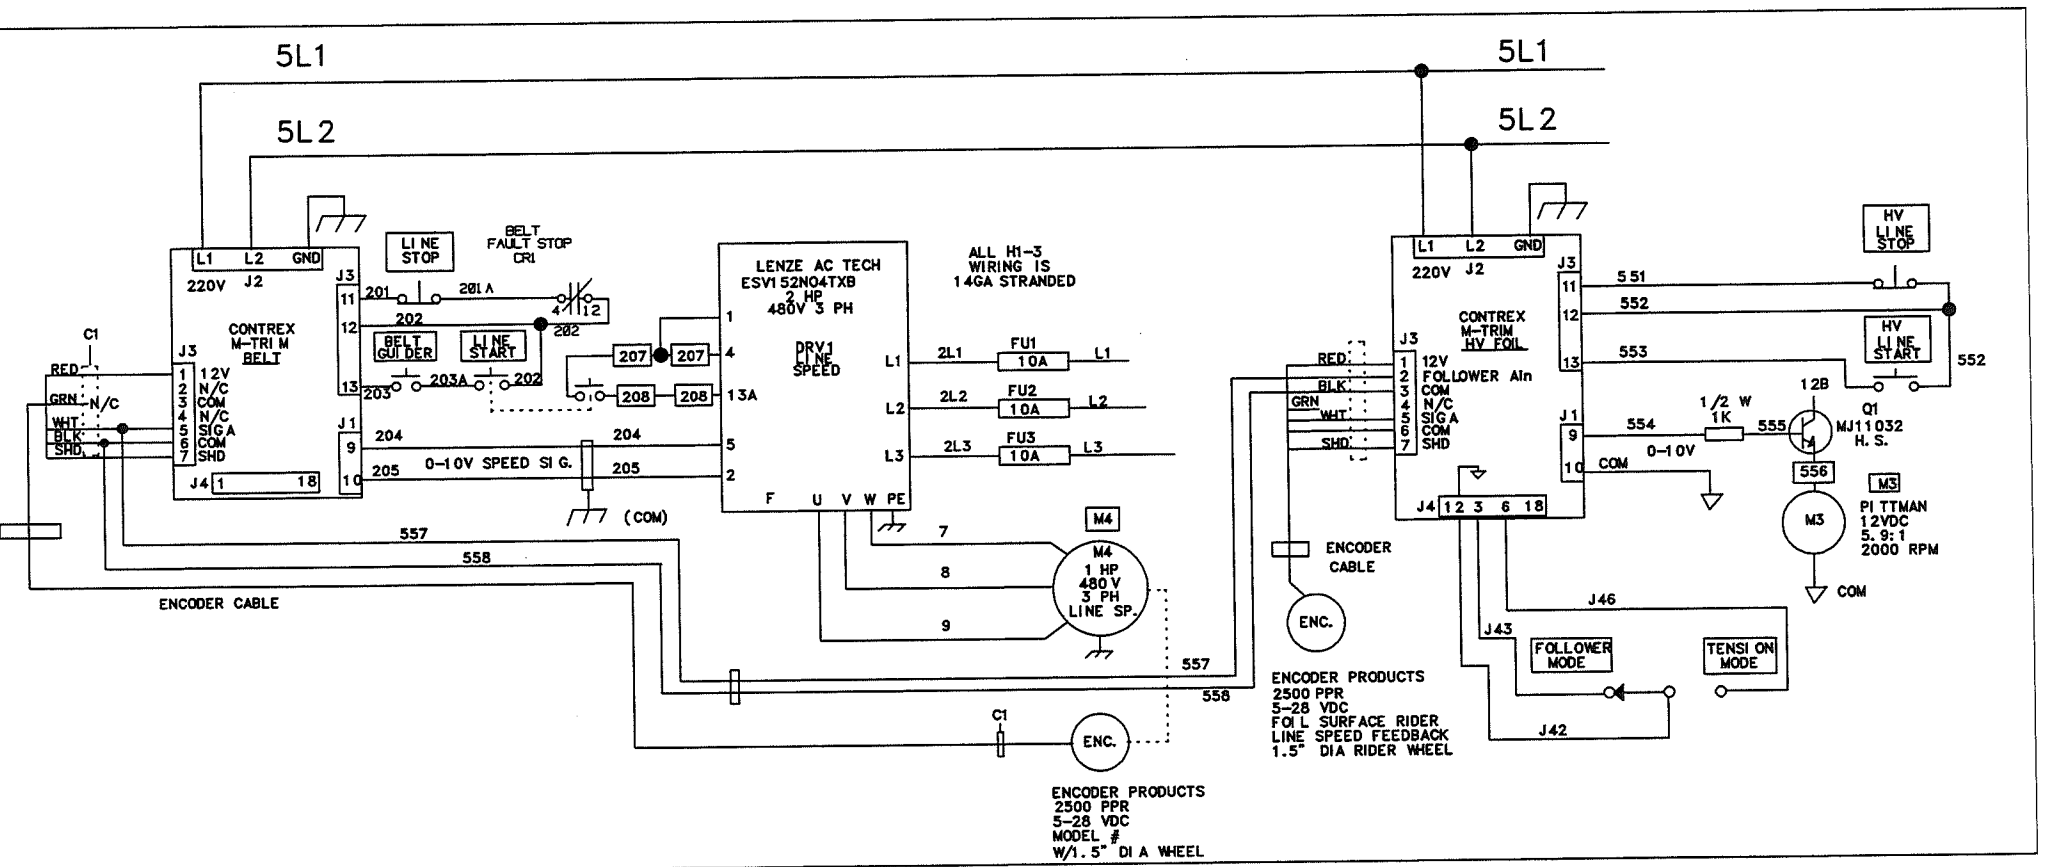 5L1
5L1
5L2
5L2
L1 L2 GND
220V J2
CONTREX
M-TRIM
BELT
J3
11
12
13
J1
9
10
J3
1 12V
2 N/C
3 COM
4 N/C
5 SIGA
6 COM
7 SHD
J4 1 18
C1
RED
GRN N/C
WHT
BLK
SHD
LINE
STOP
BELT
FAULT STOP
CR1
201
201A
4 12
202
202
BELT
GUIDER
LINE
START
203
203A
202
204
204
0-10V SPEED SIG.
205
205
(COM)
207
207
208
208
LENZE AC TECH
ESV152N04TXB
2 HP
480V 3 PH
DRV1
LINE
SPEED
1
4
13A
5
2
L1
L2
L3
F U V W PE
ALL H1-3
WIRING IS
14GA STRANDED
2L1
FU1
10A
L1
2L2
FU2
10A
L2
2L3
FU3
10A
L3
7
8
9
M4
M4
1 HP
480V
3 PH
LINE SP.
557
558
ENCODER CABLE
557
558
C1
ENC.
ENCODER PRODUCTS
2500 PPR
5-28 VDC
MODEL #
W/1.5" DIA WHEEL
L1 L2 GND
220V J2
CONTREX
M-TRIM
HV FOIL
J3
11
12
13
J1
9
10
J3
1 12V
2 FOLLOWER Ain
3 COM
4 N/C
5 SIGA
6 COM
7 SHD
J4 12 3 6 18
RED
BLK
GRN
WHT
SHD
ENCODER
CABLE
ENC.
ENCODER PRODUCTS
2500 PPR
5-28 VDC
FOIL SURFACE RIDER
LINE SPEED FEEDBACK
1.5" DIA RIDER WHEEL
HV
LINE
STOP
551
552
HV
LINE
START
553
552
12B
1/2 W
1K
554
555
0-10V
COM
Q1
MJ11032
H.S.
556
M3
M3
PITTMAN
12VDC
5.9:1
2000 RPM
COM
J46
J43
J42
FOLLOWER
MODE
TENSION
MODE